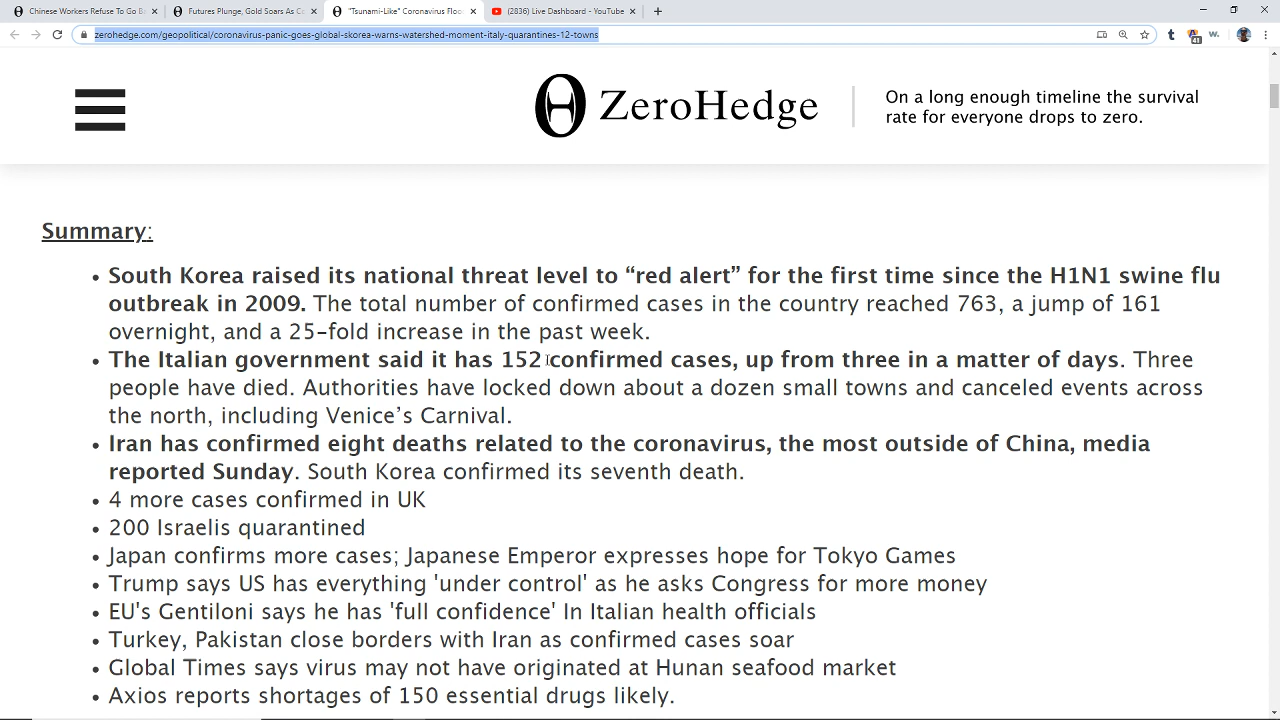 Chinese Workers Refuse To Go B
Futures Plunge, Gold Soars As C
"Tsunami-Like" Coronavirus Floo
(2836) Live Dashboard - YouTube
zerohedge.com/geopolitical/coronavirus-panic-goes-global-skorea-warns-watershed-moment-italy-quarantines-12-towns
t
41
w.
ZeroHedge
On a long enough timeline the survival
rate for everyone drops to zero.
Summary:
South Korea raised its national threat level to “red alert” for the first time since the H1N1 swine flu
outbreak in 2009. The total number of confirmed cases in the country reached 763, a jump of 161
overnight, and a 25-fold increase in the past week.
The Italian government said it has 152 confirmed cases, up from three in a matter of days. Three
people have died. Authorities have locked down about a dozen small towns and canceled events across
the north, including Venice’s Carnival.
Iran has confirmed eight deaths related to the coronavirus, the most outside of China, media
reported Sunday. South Korea confirmed its seventh death.
4 more cases confirmed in UK
200 Israelis quarantined
Japan confirms more cases; Japanese Emperor expresses hope for Tokyo Games
Trump says US has everything 'under control' as he asks Congress for more money
EU's Gentiloni says he has 'full confidence' In Italian health officials
Turkey, Pakistan close borders with Iran as confirmed cases soar
Global Times says virus may not have originated at Hunan seafood market
Axios reports shortages of 150 essential drugs likely.